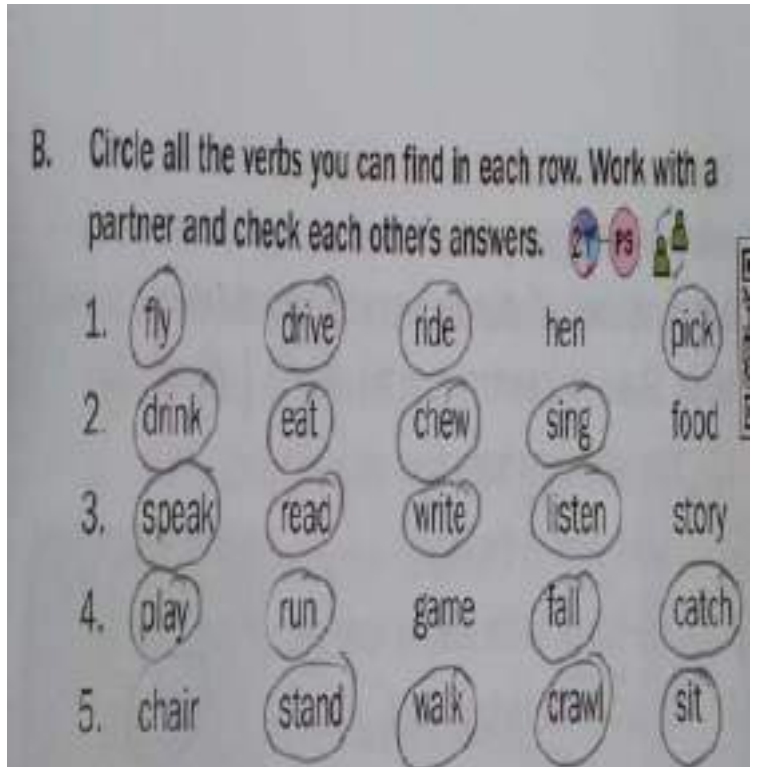 B. Circle all the verbs you can find in each row. Work with a
partner and check each other's answers. 2T PS
1. fly drive ride hen pick
2. drink eat chew sing food
3. speak read write listen story
4. play run game fall catch
5. chair stand walk crawl sit